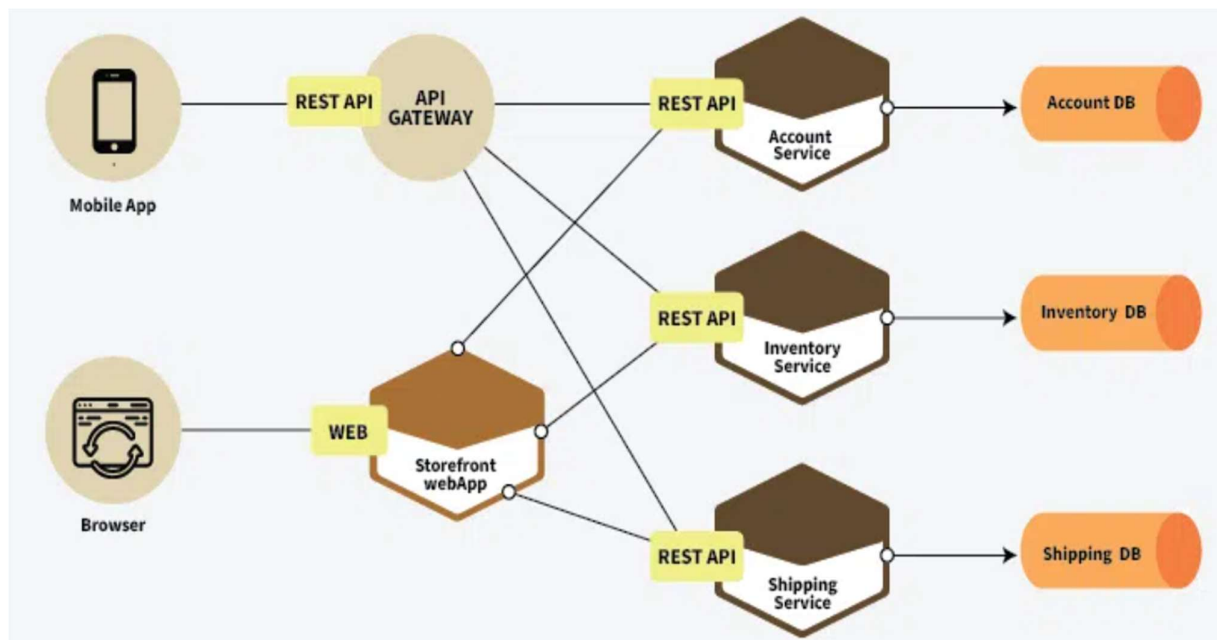 REST API
API
GATEWAY
REST API
Account
Service
Account DB
Mobile App
REST API
Inventory
Service
Inventory DB
WEB
Storefront
webApp
Browser
REST API
Shipping
Service
Shipping DB